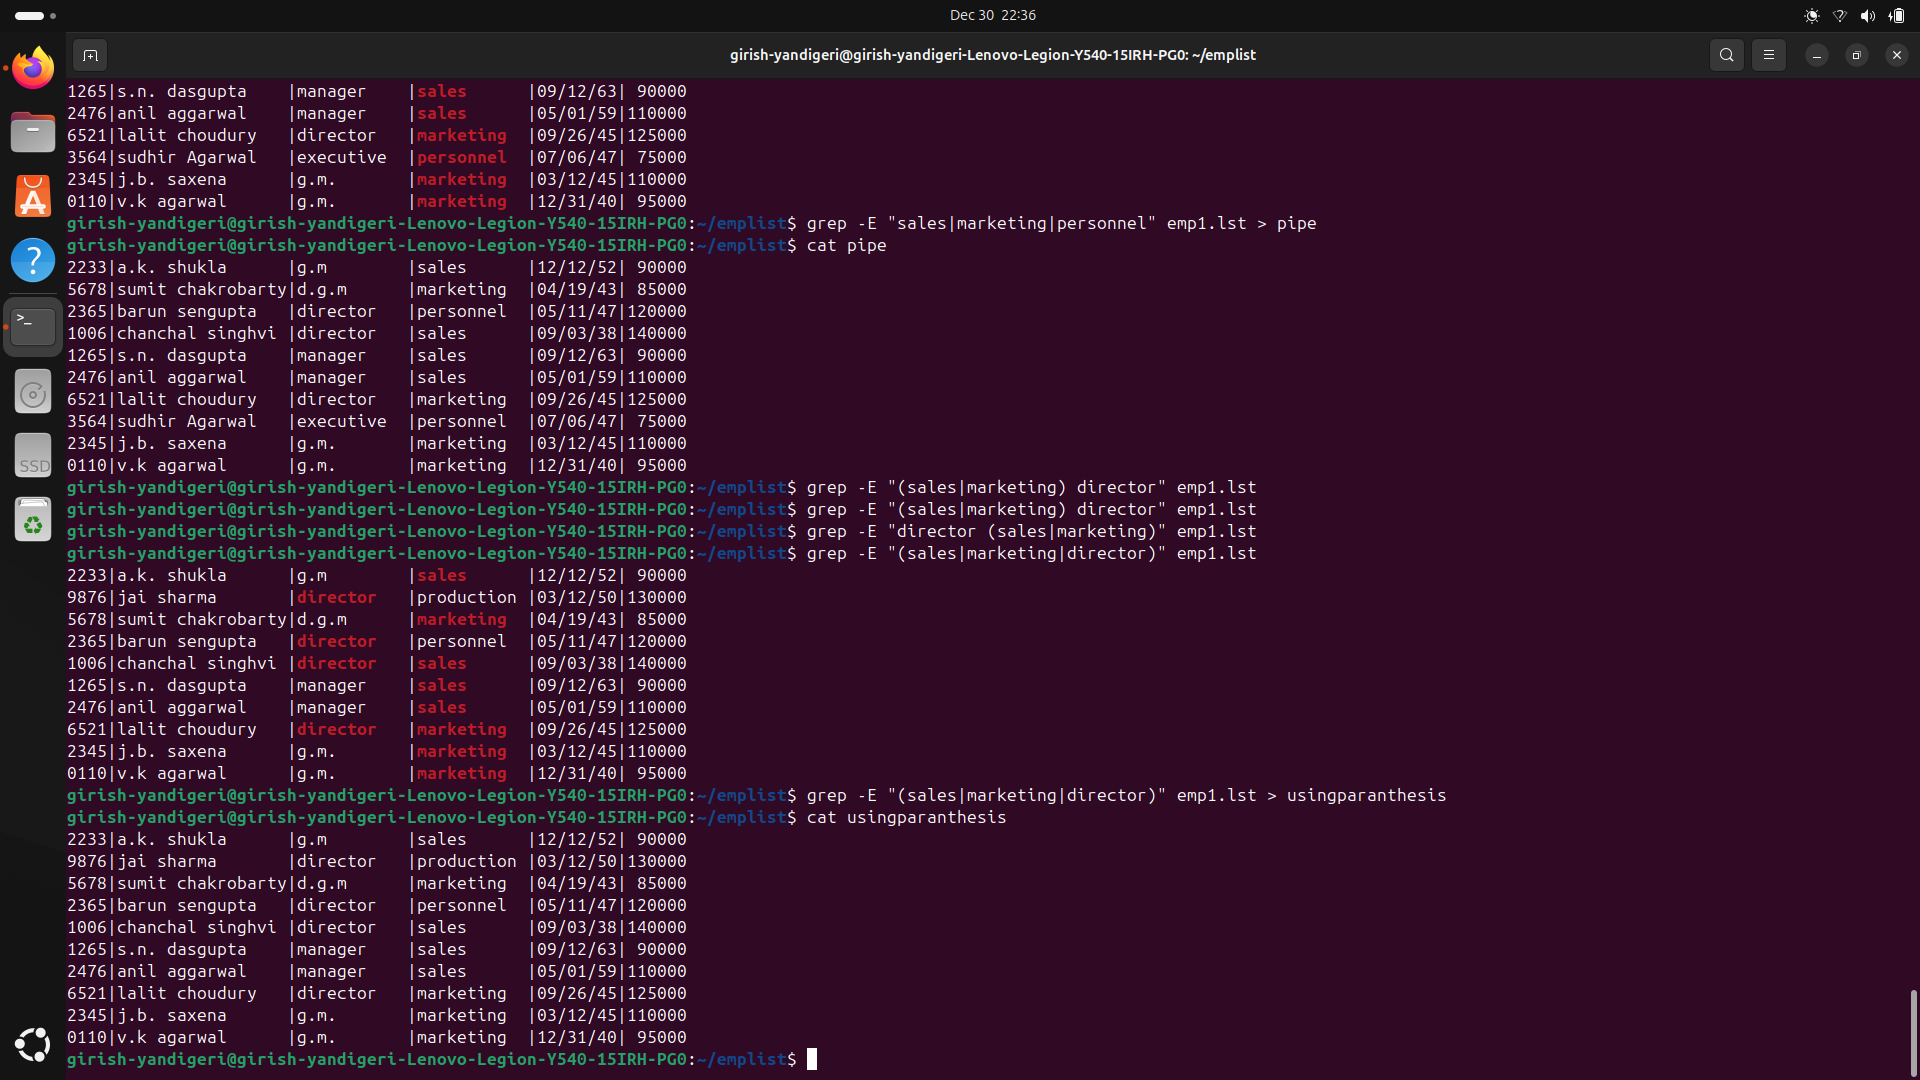 Dec 30 22:36
girish-yandigeri@girish-yandigeri-Lenovo-Legion-Y540-15IRH-PG0: ~/emplist
1265|s.n. dasgupta    |manager    |sales      |09/12/63| 90000
2476|anil aggarwal    |manager    |sales      |05/01/59|110000
6521|lalit choudury   |director   |marketing  |09/26/45|125000
3564|sudhir Agarwal   |executive  |personnel  |07/06/47| 75000
2345|j.b. saxena      |g.m.       |marketing  |03/12/45|110000
0110|v.k agarwal      |g.m.       |marketing  |12/31/40| 95000
girish-yandigeri@girish-yandigeri-Lenovo-Legion-Y540-15IRH-PG0:~/emplist$ grep -E "sales|marketing|personnel" emp1.lst > pipe
girish-yandigeri@girish-yandigeri-Lenovo-Legion-Y540-15IRH-PG0:~/emplist$ cat pipe
2233|a.k. shukla      |g.m        |sales      |12/12/52| 90000
5678|sumit chakrobarty|d.g.m      |marketing  |04/19/43| 85000
2365|barun sengupta   |director   |personnel  |05/11/47|120000
1006|chanchal singhvi |director   |sales      |09/03/38|140000
1265|s.n. dasgupta    |manager    |sales      |09/12/63| 90000
2476|anil aggarwal    |manager    |sales      |05/01/59|110000
6521|lalit choudury   |director   |marketing  |09/26/45|125000
3564|sudhir Agarwal   |executive  |personnel  |07/06/47| 75000
2345|j.b. saxena      |g.m.       |marketing  |03/12/45|110000
0110|v.k agarwal      |g.m.       |marketing  |12/31/40| 95000
girish-yandigeri@girish-yandigeri-Lenovo-Legion-Y540-15IRH-PG0:~/emplist$ grep -E "(sales|marketing) director" emp1.lst
girish-yandigeri@girish-yandigeri-Lenovo-Legion-Y540-15IRH-PG0:~/emplist$ grep -E "(sales|marketing) director" emp1.lst
girish-yandigeri@girish-yandigeri-Lenovo-Legion-Y540-15IRH-PG0:~/emplist$ grep -E "director (sales|marketing)" emp1.lst
girish-yandigeri@girish-yandigeri-Lenovo-Legion-Y540-15IRH-PG0:~/emplist$ grep -E "(sales|marketing|director)" emp1.lst
2233|a.k. shukla      |g.m        |sales      |12/12/52| 90000
9876|jai sharma       |director   |production |03/12/50|130000
5678|sumit chakrobarty|d.g.m      |marketing  |04/19/43| 85000
2365|barun sengupta   |director   |personnel  |05/11/47|120000
1006|chanchal singhvi |director   |sales      |09/03/38|140000
1265|s.n. dasgupta    |manager    |sales      |09/12/63| 90000
2476|anil aggarwal    |manager    |sales      |05/01/59|110000
6521|lalit choudury   |director   |marketing  |09/26/45|125000
2345|j.b. saxena      |g.m.       |marketing  |03/12/45|110000
0110|v.k agarwal      |g.m.       |marketing  |12/31/40| 95000
girish-yandigeri@girish-yandigeri-Lenovo-Legion-Y540-15IRH-PG0:~/emplist$ grep -E "(sales|marketing|director)" emp1.lst > usingparanthesis
girish-yandigeri@girish-yandigeri-Lenovo-Legion-Y540-15IRH-PG0:~/emplist$ cat usingparanthesis
2233|a.k. shukla      |g.m        |sales      |12/12/52| 90000
9876|jai sharma       |director   |production |03/12/50|130000
5678|sumit chakrobarty|d.g.m      |marketing  |04/19/43| 85000
2365|barun sengupta   |director   |personnel  |05/11/47|120000
1006|chanchal singhvi |director   |sales      |09/03/38|140000
1265|s.n. dasgupta    |manager    |sales      |09/12/63| 90000
2476|anil aggarwal    |manager    |sales      |05/01/59|110000
6521|lalit choudury   |director   |marketing  |09/26/45|125000
2345|j.b. saxena      |g.m.       |marketing  |03/12/45|110000
0110|v.k agarwal      |g.m.       |marketing  |12/31/40| 95000
girish-yandigeri@girish-yandigeri-Lenovo-Legion-Y540-15IRH-PG0:~/emplist$
SSD